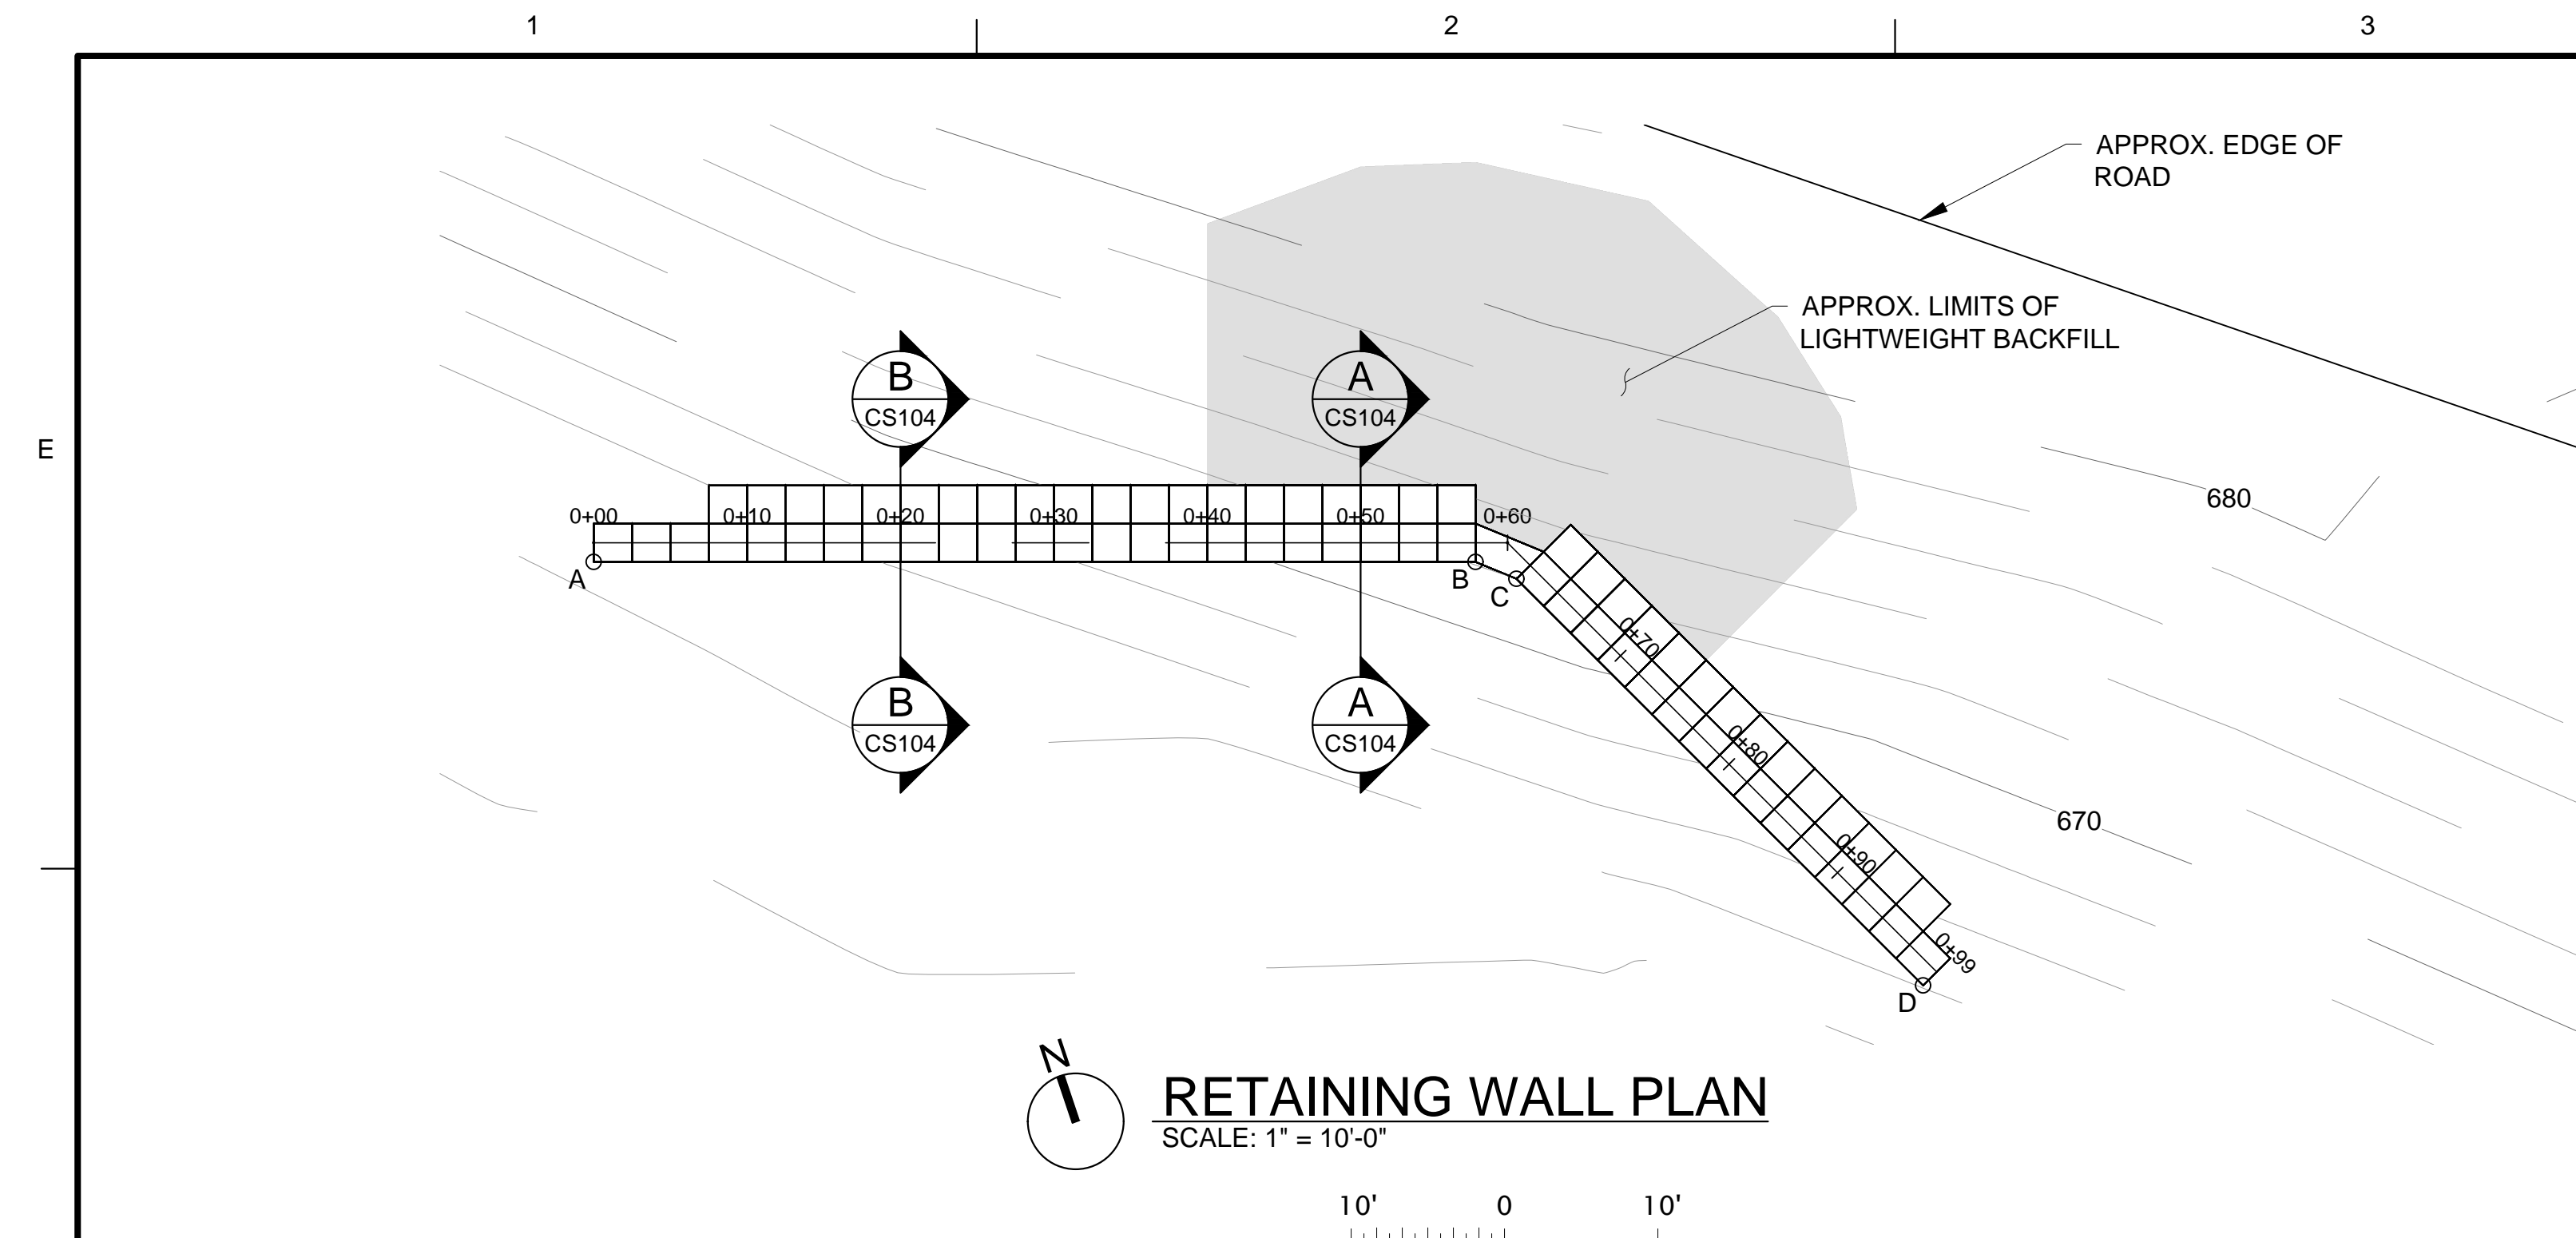 1
2
3
APPROX. EDGE OF
ROAD
APPROX. LIMITS OF
LIGHTWEIGHT BACKFILL
B
CS104
A
CS104
E
680
0+00
0+10
0+20
0+30
0+40
0+50
0+60
A
B
C
0+70
B
CS104
A
CS104
0+80
670
0+90
0+99
D
N
RETAINING WALL PLAN
SCALE: 1" = 10'-0"
10'
0
10'